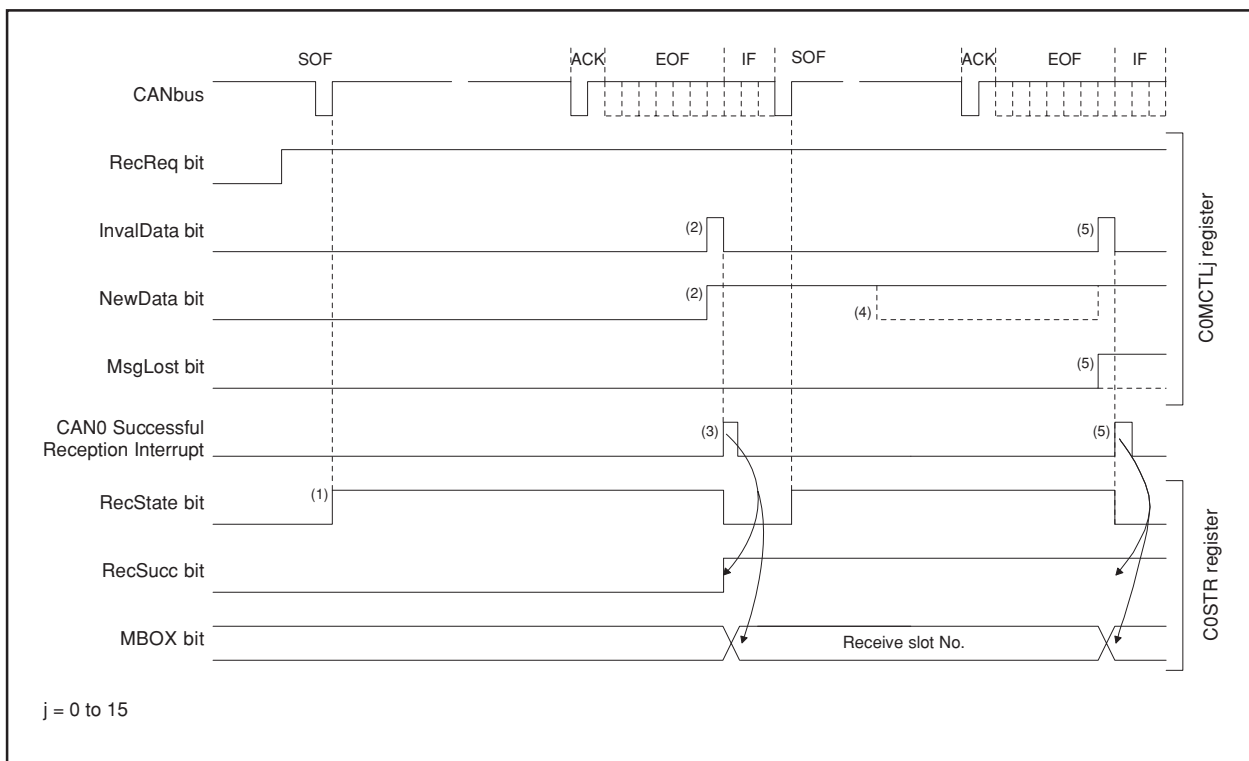 SOF ACK EOF IF SOF ACK EOF IF
CANbus
RecReq bit
InvalData bit (2) (5)
NewData bit (2) (4)
MsgLost bit (5)
C0MCTLj register
CAN0 Successful
Reception Interrupt (3) (5)
RecState bit (1)
RecSucc bit
MBOX bit Receive slot No.
C0STR register
j = 0 to 15